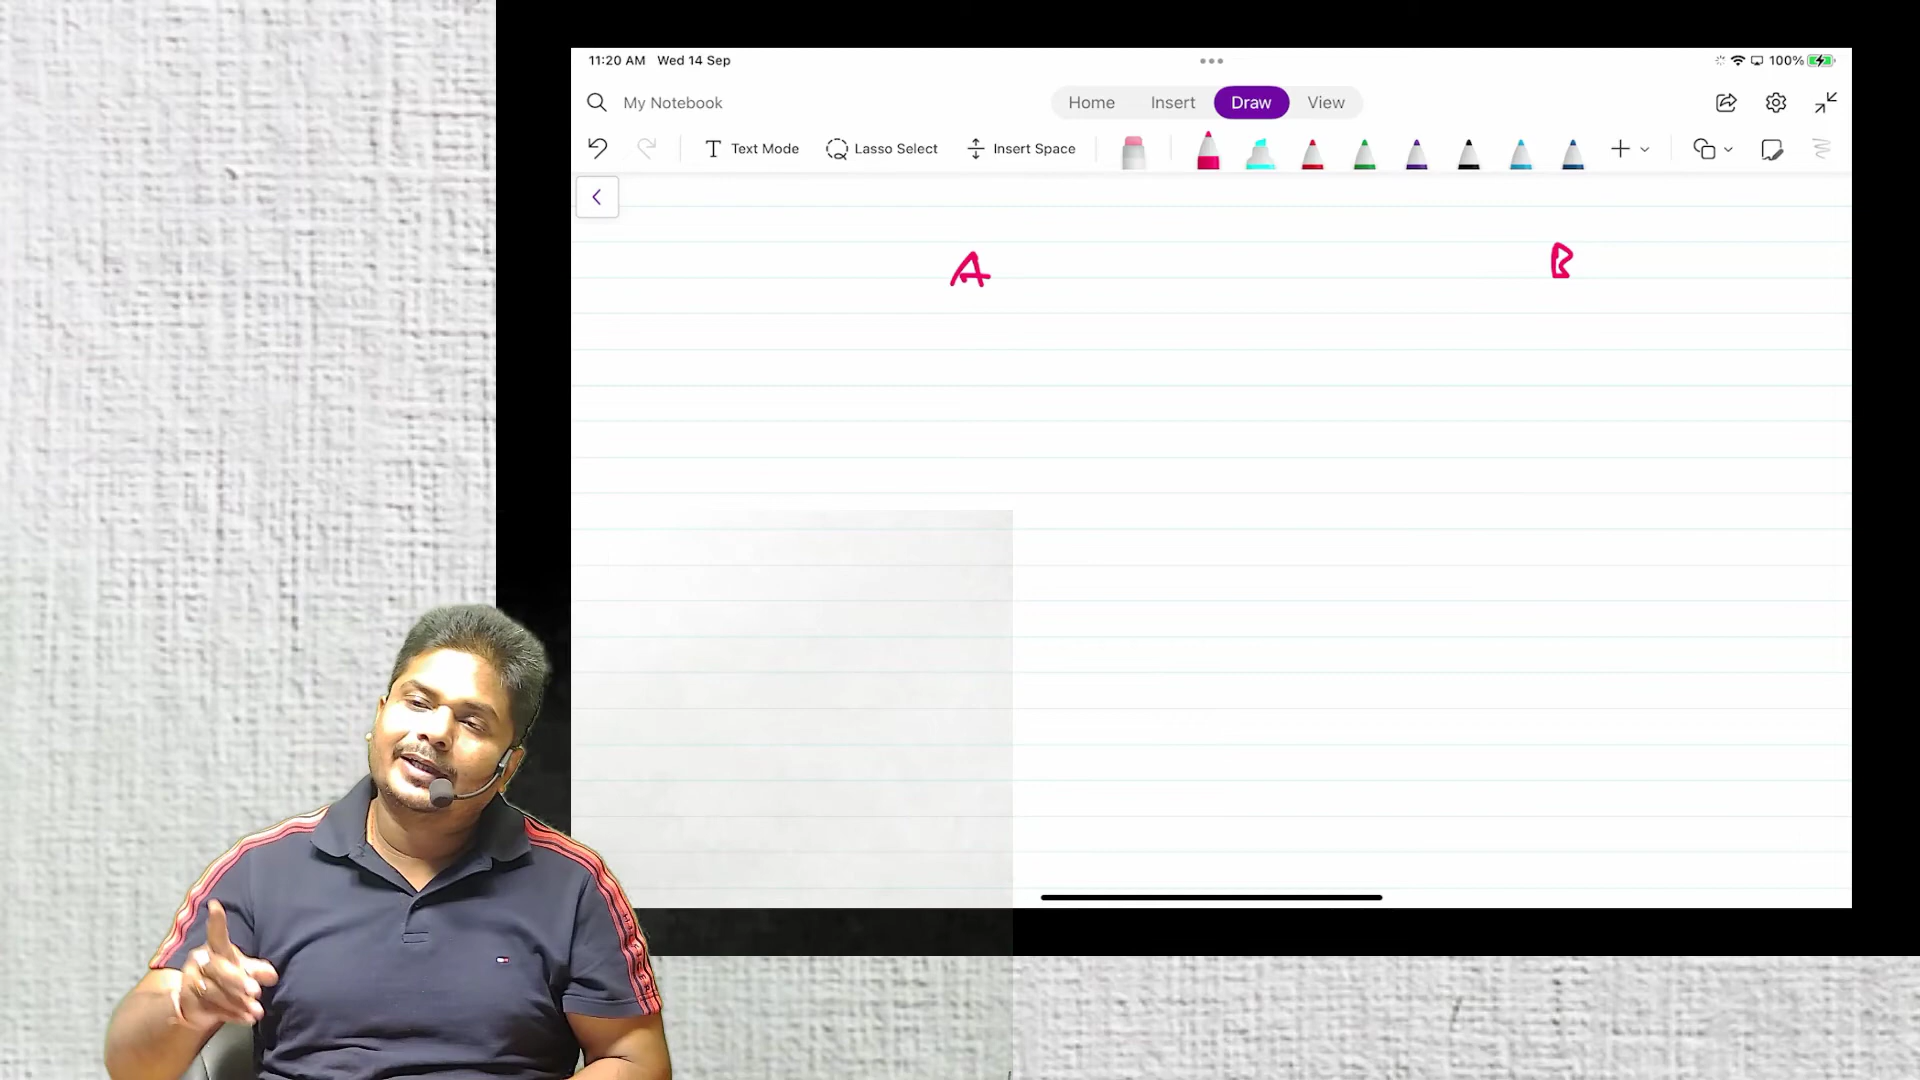 11:20 AM Wed 14 Sep 100%
My Notebook Home Insert Draw View
Text Mode Lasso Select Insert Space
A B